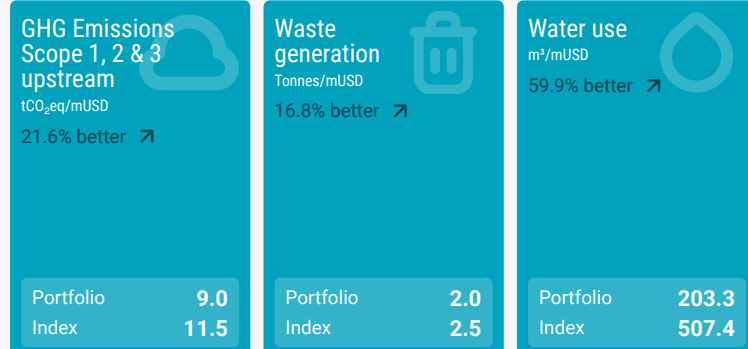 GHG Emissions
Scope 1, 2 & 3
upstream
tCO₂eq/mUSD
21.6% better
Portfolio 9.0
Index 11.5
Waste
generation
Tonnes/mUSD
16.8% better
Portfolio 2.0
Index 2.5
Water use
m³/mUSD
59.9% better
Portfolio 203.3
Index 507.4